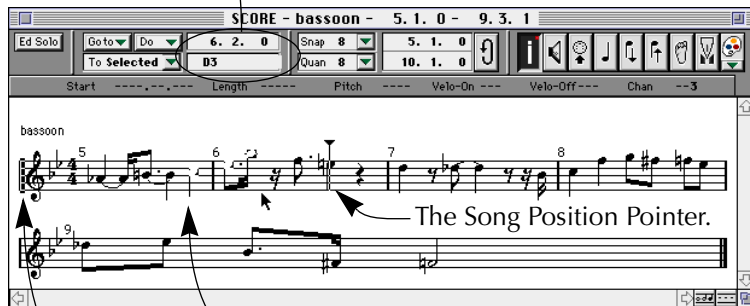 SCORE - bassoon - 5. 1. 0 - 9. 3. 1
Ed Solo Goto Do 6. 2. 0 Snap 8 5. 1. 0
To Selected D3 Quan 8 10. 1. 0
Start ----.--.--- Length ----- Pitch ---- Velo-On --- Velo-Off --- Chan --3
bassoon
5 6 7 8
4
4
The Song Position Pointer.
9